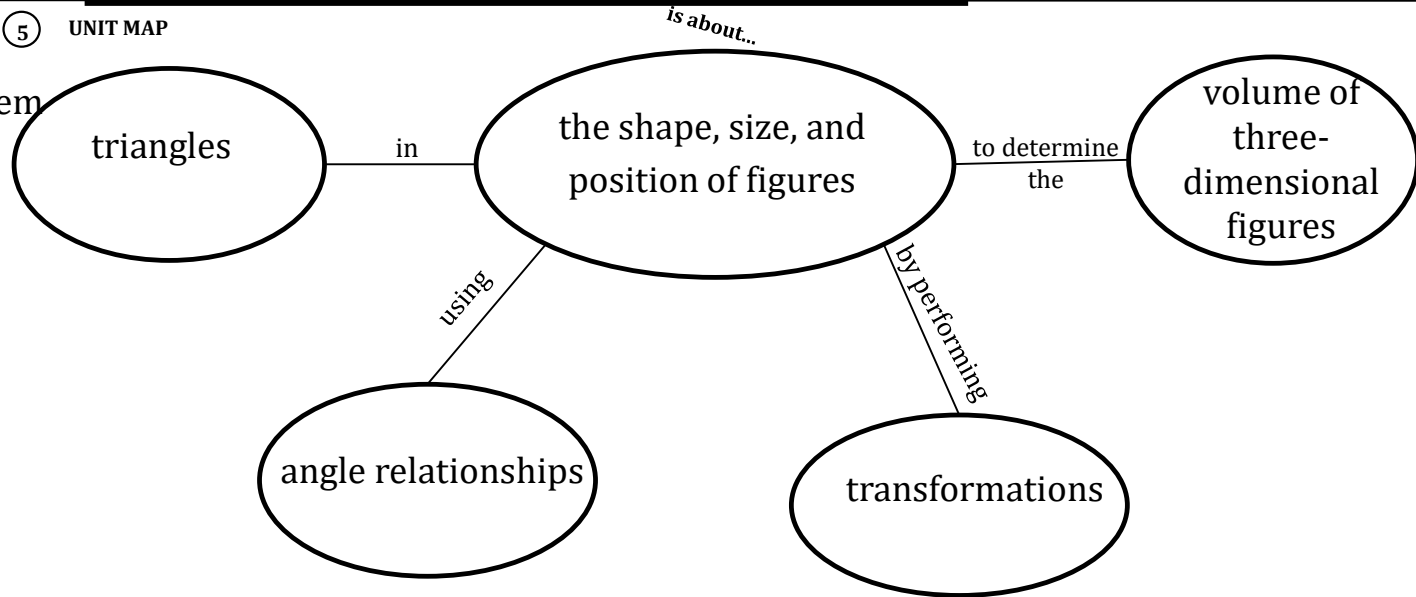 is about...
5 UNIT MAP
em
triangles
in
the shape, size, and
position of figures
to determine
the
volume of
three-
dimensional
figures
using
by performing
angle relationships
transformations